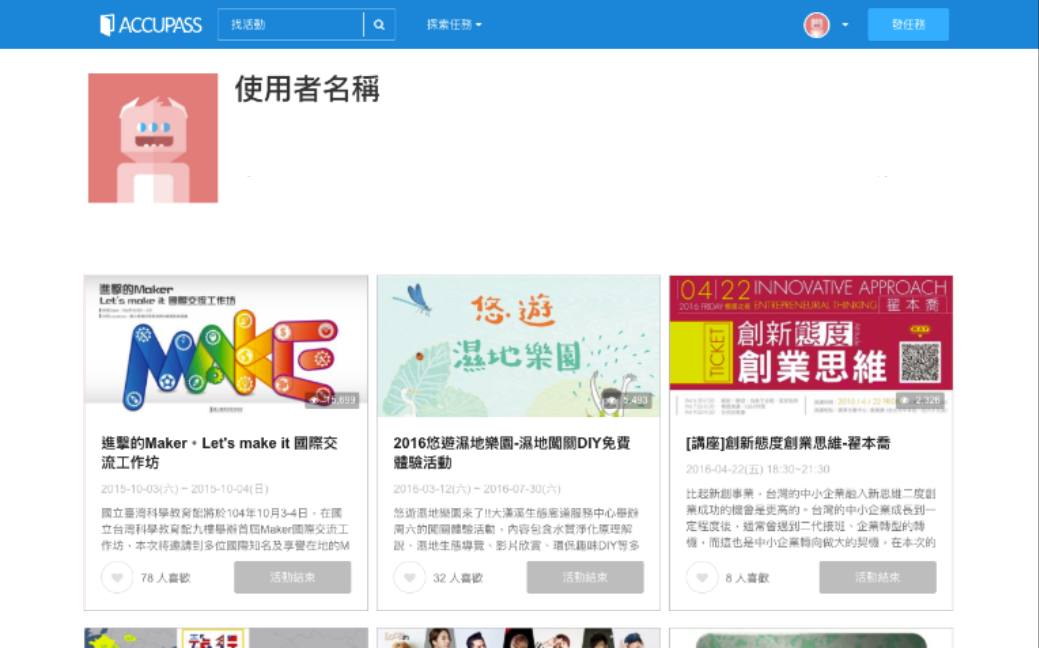 ACCUPASS
找活動
探索任務
發任務
使用者名稱
進擊的Maker
Let's make it 國際交流工作坊
MAKE
15,699
進擊的Maker。Let's make it 國際交
流工作坊
2015-10-03(六) ~ 2015-10-04(日)
國立臺灣科學教育館將於104年10月3-4日，在國
立台灣科學教育館九樓舉辦首屆Maker國際交流工
作坊，本次將邀請到多位國際知名及享譽在地的M
78 人喜歡
活動結束
悠遊
濕地樂園
5,493
2016悠遊濕地樂園-濕地闖關DIY免費
體驗活動
2016-03-12(六) ~ 2016-07-30(六)
悠遊濕地樂園來了!!大漢溪生態廊道服務中心舉辦
周六的闖關體驗活動，內容包含水質淨化原理解
說、濕地生態導覽、影片欣賞、環保趣味DIY等多
32 人喜歡
活動結束
04|22 INNOVATIVE APPROACH
2016 FRIDAY
ENTREPRENEURIAL THINKING
翟本喬
TICKET
創新態度
創業思維
2,326
[講座]創新態度創業思維-翟本喬
2016-04-22(五) 18:30~21:30
比起新創事業，台灣的中小企業融入新思維二度創
業成功的機會是更高的。台灣的中小企業成長到一
定程度後，通常會遇到二代接班、企業轉型的轉
機，而這也是中小企業轉向做大的契機。在本次的
8 人喜歡
活動結束